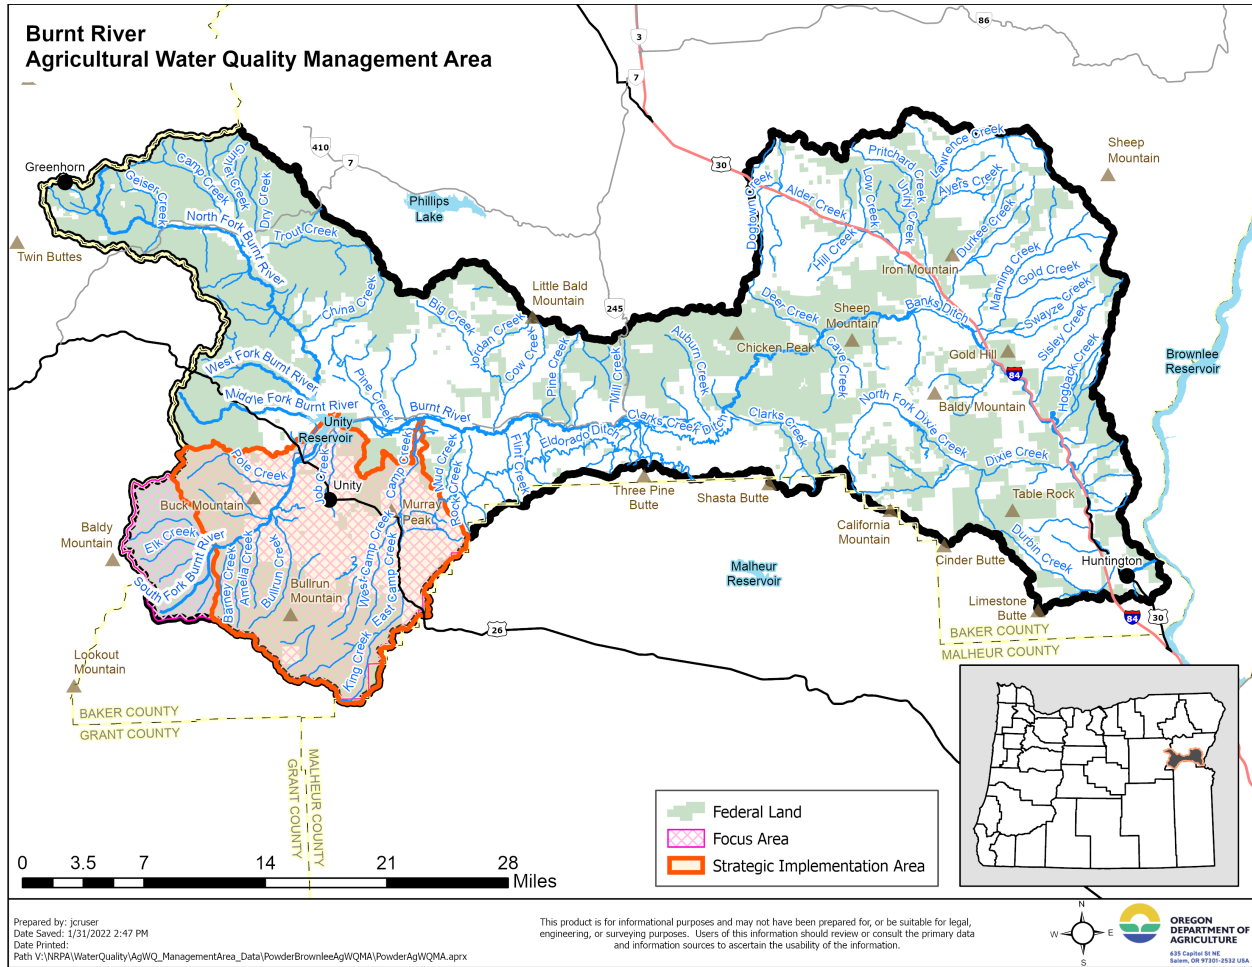 Burnt River
Agricultural Water Quality Management Area
86
3
7
30
410
7
245
Sheep
Mountain
Greenhorn
Geiser Creek
Camp Creek
Gimlet Creek
Dry Creek
North Fork Burnt River
Trout Creek
Twin Buttes
Phillips
Lake
China Creek
Big Creek
Little Bald
Mountain
Jordan Creek
Cow Creek
Pine Creek
Mill Creek
Auburn Creek
Dogtown Creek
Alder Creek
Hill Creek
Pritchard Creek
Low Creek
Unity Creek
Lawrence Creek
Ayers Creek
Durkee Creek
Iron Mountain
Manning Creek
Gold Creek
Swayze Creek
Sisley Creek
Hogback Creek
Deer Creek
Sheep
Mountain
Banks Ditch
Chicken Peak
Cave Creek
Gold Hill
84
Baldy Mountain
Brownlee
Reservoir
West Fork Burnt River
Middle Fork Burnt River
Pine Creek
Burnt River
Unity
Reservoir
Clarks Creek Ditch
Eldorado Ditch
Clarks Creek
North Fork Dixie Creek
Dixie Creek
Flint Creek
Mud Creek
Rock Creek
Camp Creek
Job Creek
Pole Creek
Unity
Buck Mountain
Murray
Peak
Three Pine
Butte
Shasta Butte
California
Mountain
Table Rock
Durbin Creek
Cinder Butte
Huntington
Limestone
Butte
84
30
Baldy
Mountain
Elk Creek
South Fork Burnt River
Barney Creek
Amelia Creek
Bullrun Creek
Bullrun
Mountain
West Camp Creek
East Camp Creek
King Creek
Malheur
Reservoir
26
Lookout
Mountain
BAKER COUNTY
GRANT COUNTY
BAKER COUNTY
MALHEUR COUNTY
MALHEUR COUNTY
GRANT COUNTY
Federal Land
Focus Area
Strategic Implementation Area
0 3.5 7 14 21 28
Miles
Prepared by: jcruser
Date Saved: 1/31/2022 2:47 PM
Date Printed:
Path V:\NRPA\WaterQuality\AgWQ_ManagementArea_Data\PowderBrownleeAgWQMA\PowderAgWQMA.aprx
This product is for informational purposes and may not have been prepared for, or be suitable for legal,
engineering, or surveying purposes. Users of this information should review or consult the primary data
and information sources to ascertain the usability of the information.
N
W E
S
OREGON
DEPARTMENT OF
AGRICULTURE
635 Capitol St NE
Salem, OR 97301-2532 USA